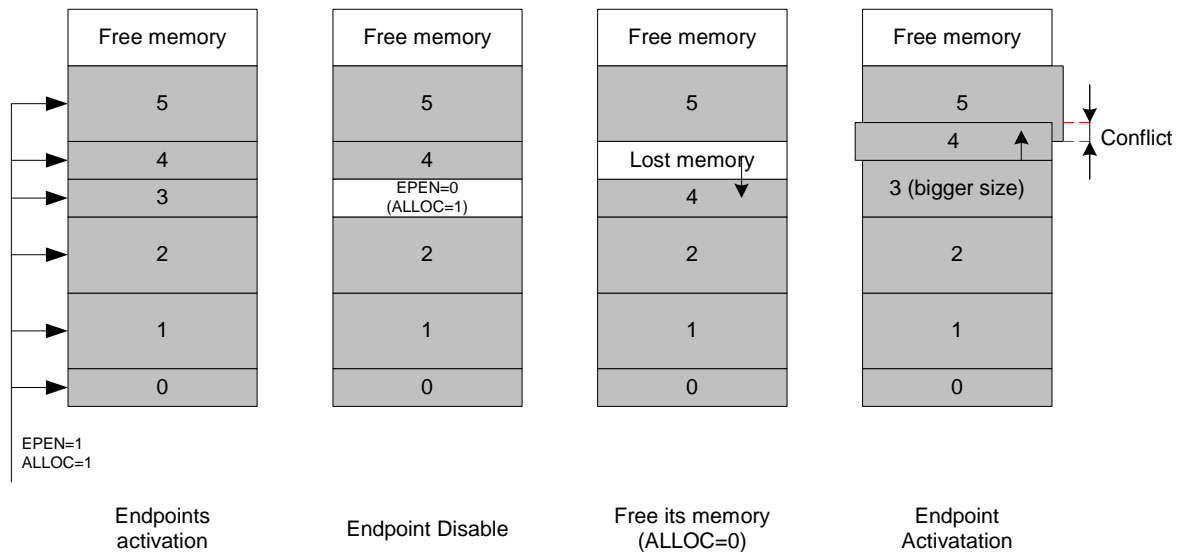 Free memory
5
4
3
2
1
0
EPEN=1
ALLOC=1
Endpoints
activation
Free memory
5
4
EPEN=0
(ALLOC=1)
2
1
0
Endpoint Disable
Free memory
5
Lost memory
4
2
1
0
Free its memory
(ALLOC=0)
Free memory
5
4
Conflict
3 (bigger size)
2
1
0
Endpoint
Activatation